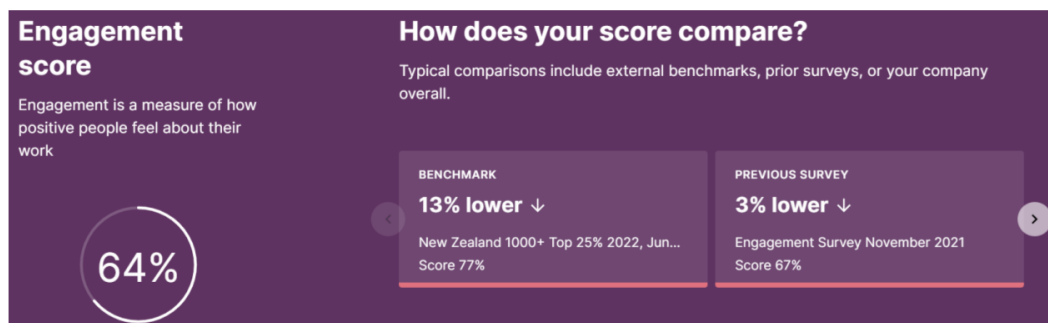 Engagement
score
Engagement is a measure of how
positive people feel about their
work
64%
How does your score compare?
Typical comparisons include external benchmarks, prior surveys, or your company
overall.
BENCHMARK
13% lower ↓
New Zealand 1000+ Top 25% 2022, Jun...
Score 77%
PREVIOUS SURVEY
3% lower ↓
Engagement Survey November 2021
Score 67%